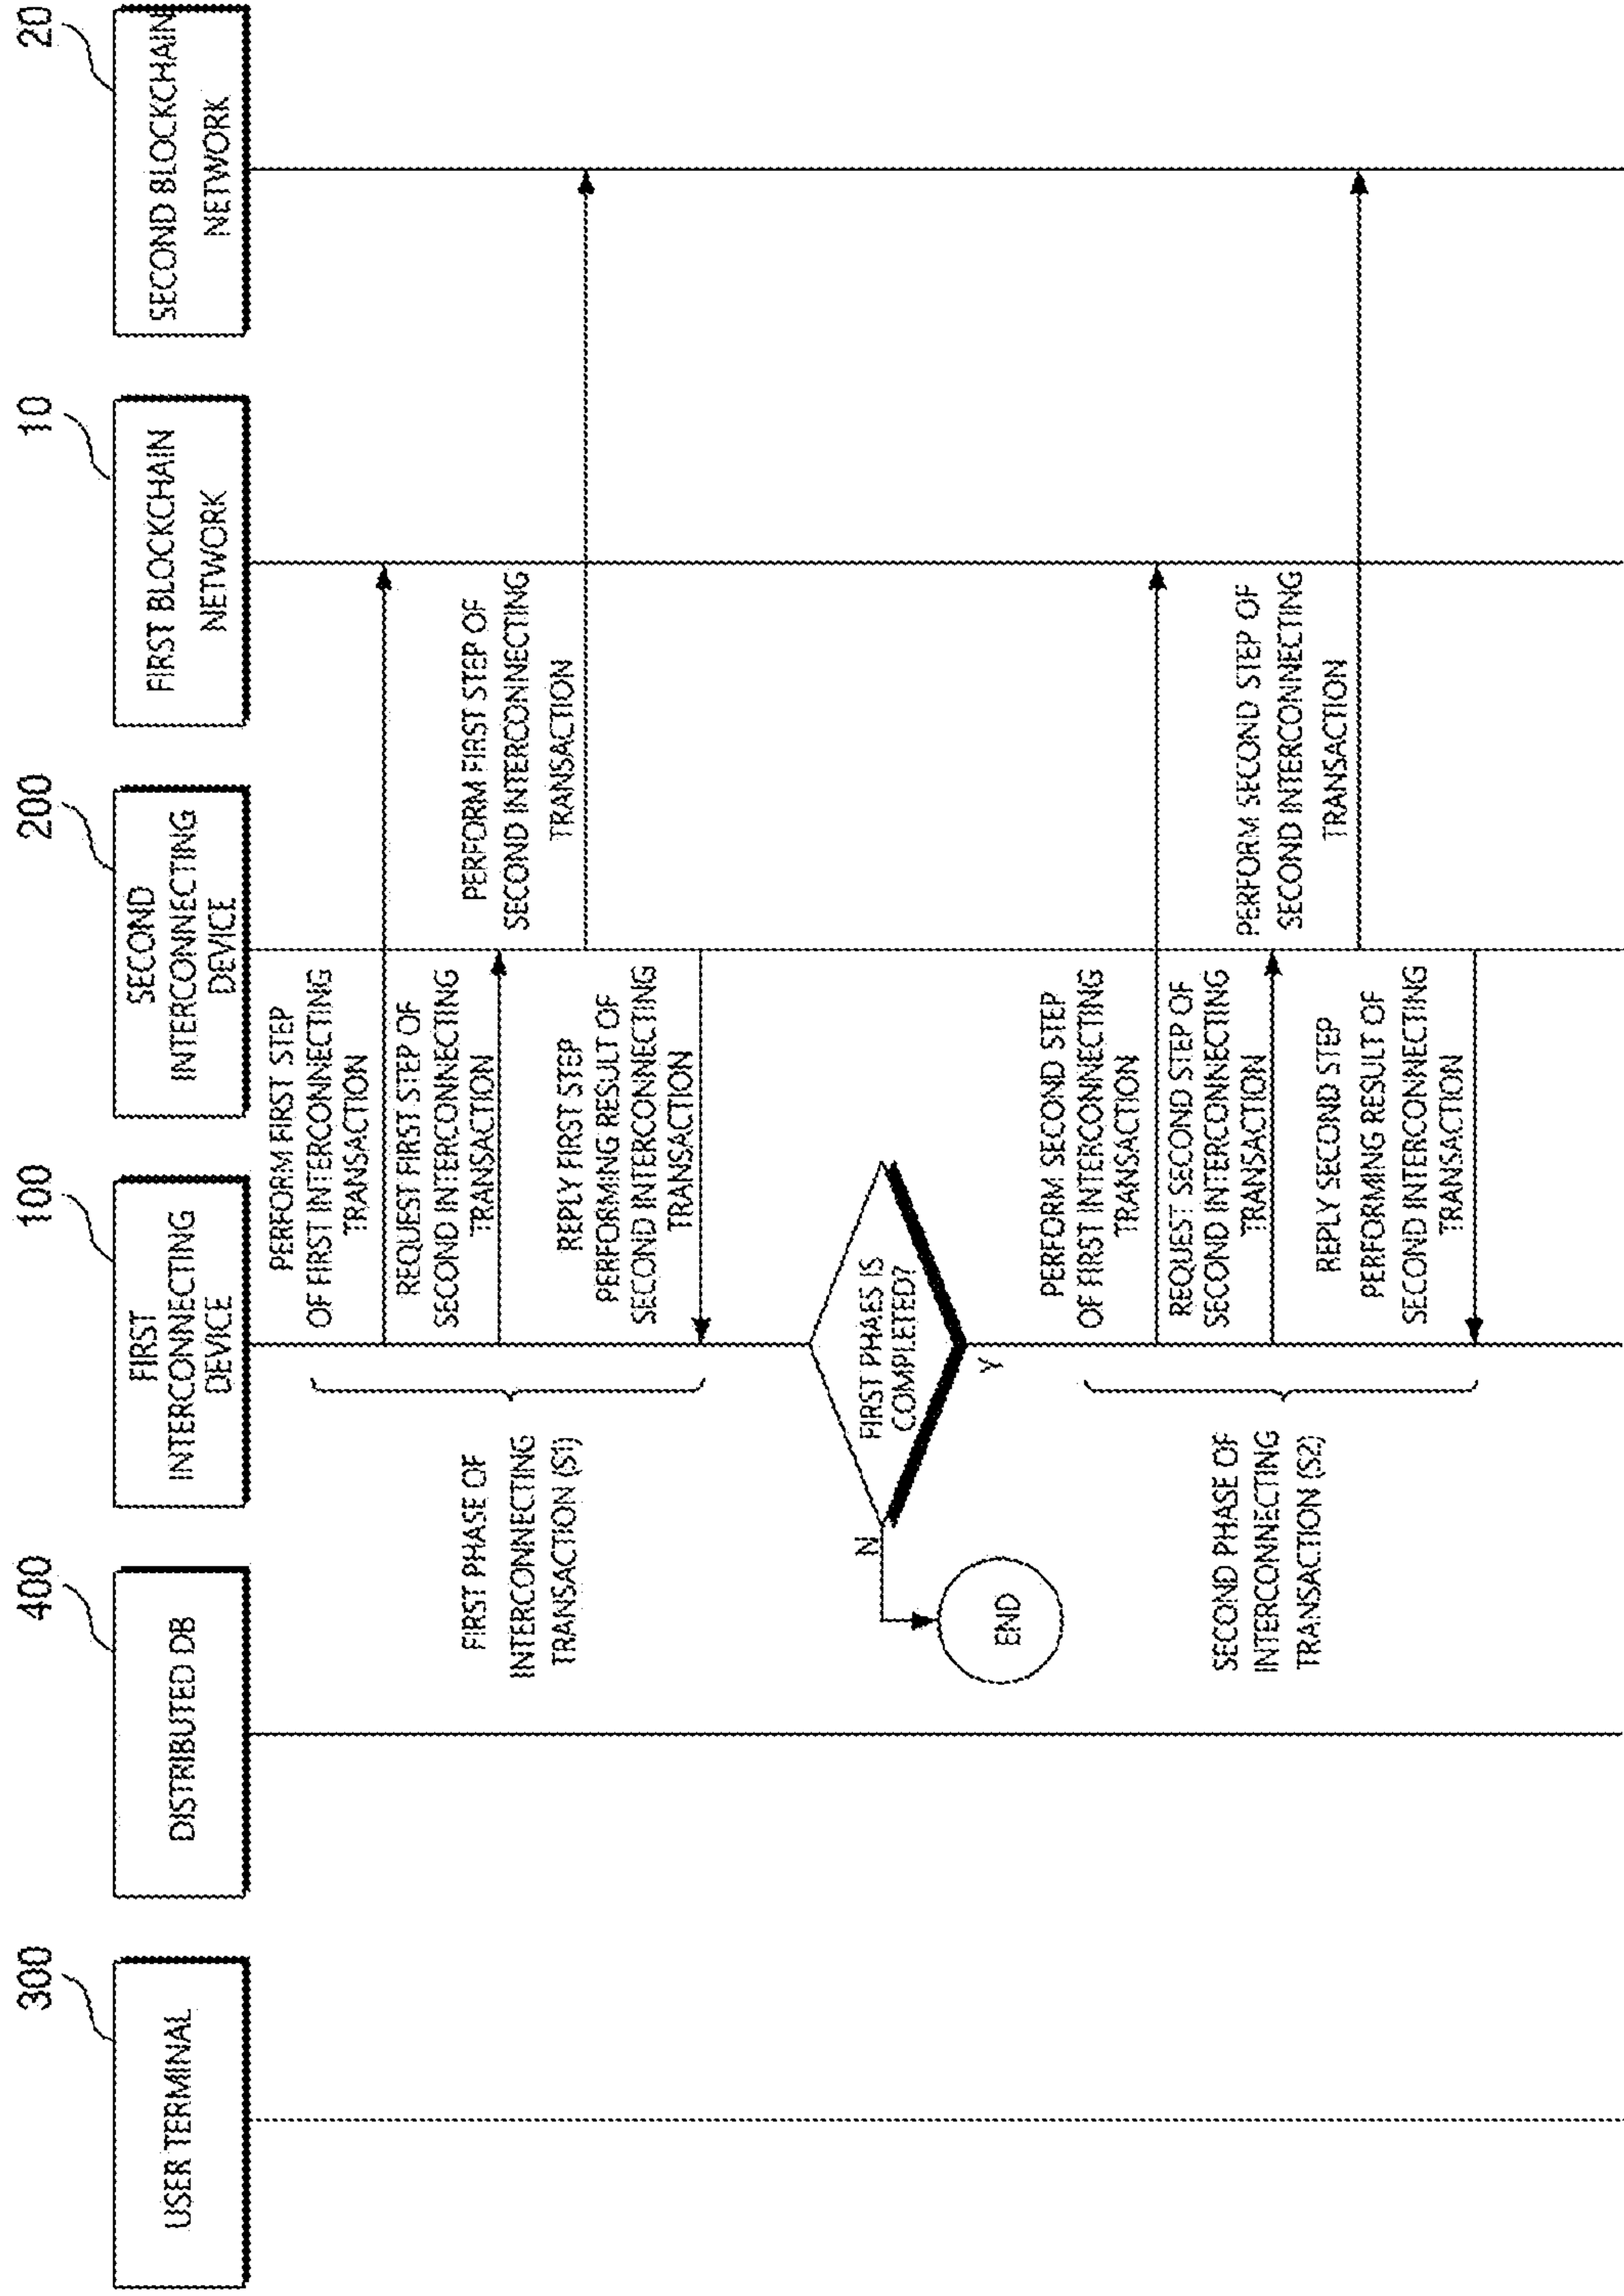 300
USER TERMINAL
400
DISTRIBUTED DB
100
FIRST
INTERCONNECTING
DEVICE
200
SECOND
INTERCONNECTING
DEVICE
10
FIRST BLOCKCHAIN
NETWORK
20
SECOND BLOCKCHAIN
NETWORK
PERFORM FIRST STEP
OF FIRST INTERCONNECTING
TRANSACTION
REQUEST FIRST STEP OF
SECOND INTERCONNECTING
TRANSACTION
PERFORM FIRST STEP OF
SECOND INTERCONNECTING
TRANSACTION
REPLY FIRST STEP
PERFORMING RESULT OF
SECOND INTERCONNECTING
TRANSACTION
FIRST PHASE OF
INTERCONNECTING
TRANSACTION (S1)
FIRST PHAES IS
COMPLETED?
N
END
Y
PERFORM SECOND STEP
OF FIRST INTERCONNECTING
TRANSACTION
REQUEST SECOND STEP OF
SECOND INTERCONNECTING
TRANSACTION
PERFORM SECOND STEP OF
SECOND INTERCONNECTING
TRANSACTION
REPLY SECOND STEP
PERFORMING RESULT OF
SECOND INTERCONNECTING
TRANSACTION
SECOND PHASE OF
INTERCONNECTING
TRANSACTION (S2)